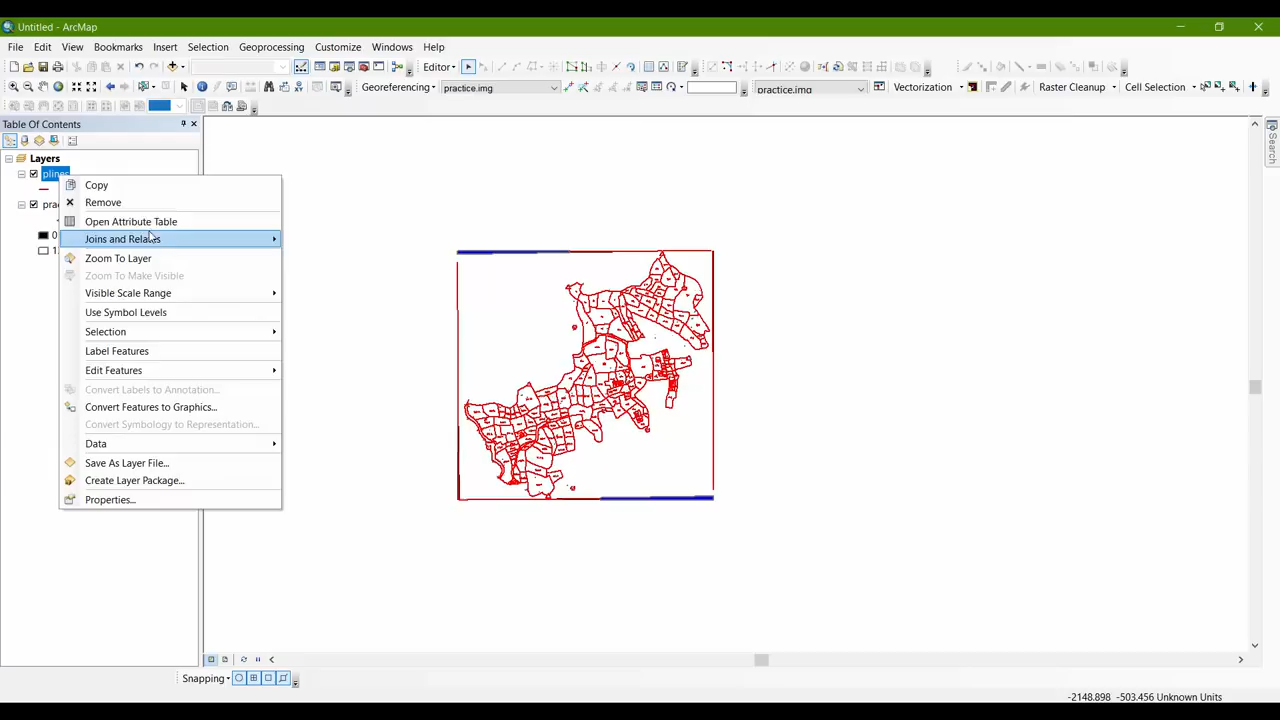 Untitled - ArcMap
File Edit View Bookmarks Insert Selection Geoprocessing Customize Windows Help
Editor
Georeferencing practice.img practice.img Vectorization Raster Cleanup Cell Selection
Table Of Contents
Search
Layers
plines
Copy
Remove
Open Attribute Table
Joins and Relates
Zoom To Layer
Zoom To Make Visible
Visible Scale Range
Use Symbol Levels
Selection
Label Features
Edit Features
Convert Labels to Annotation...
Convert Features to Graphics...
Convert Symbology to Representation...
Data
Save As Layer File...
Create Layer Package...
Properties...
Snapping
-2148.898 -503.456 Unknown Units